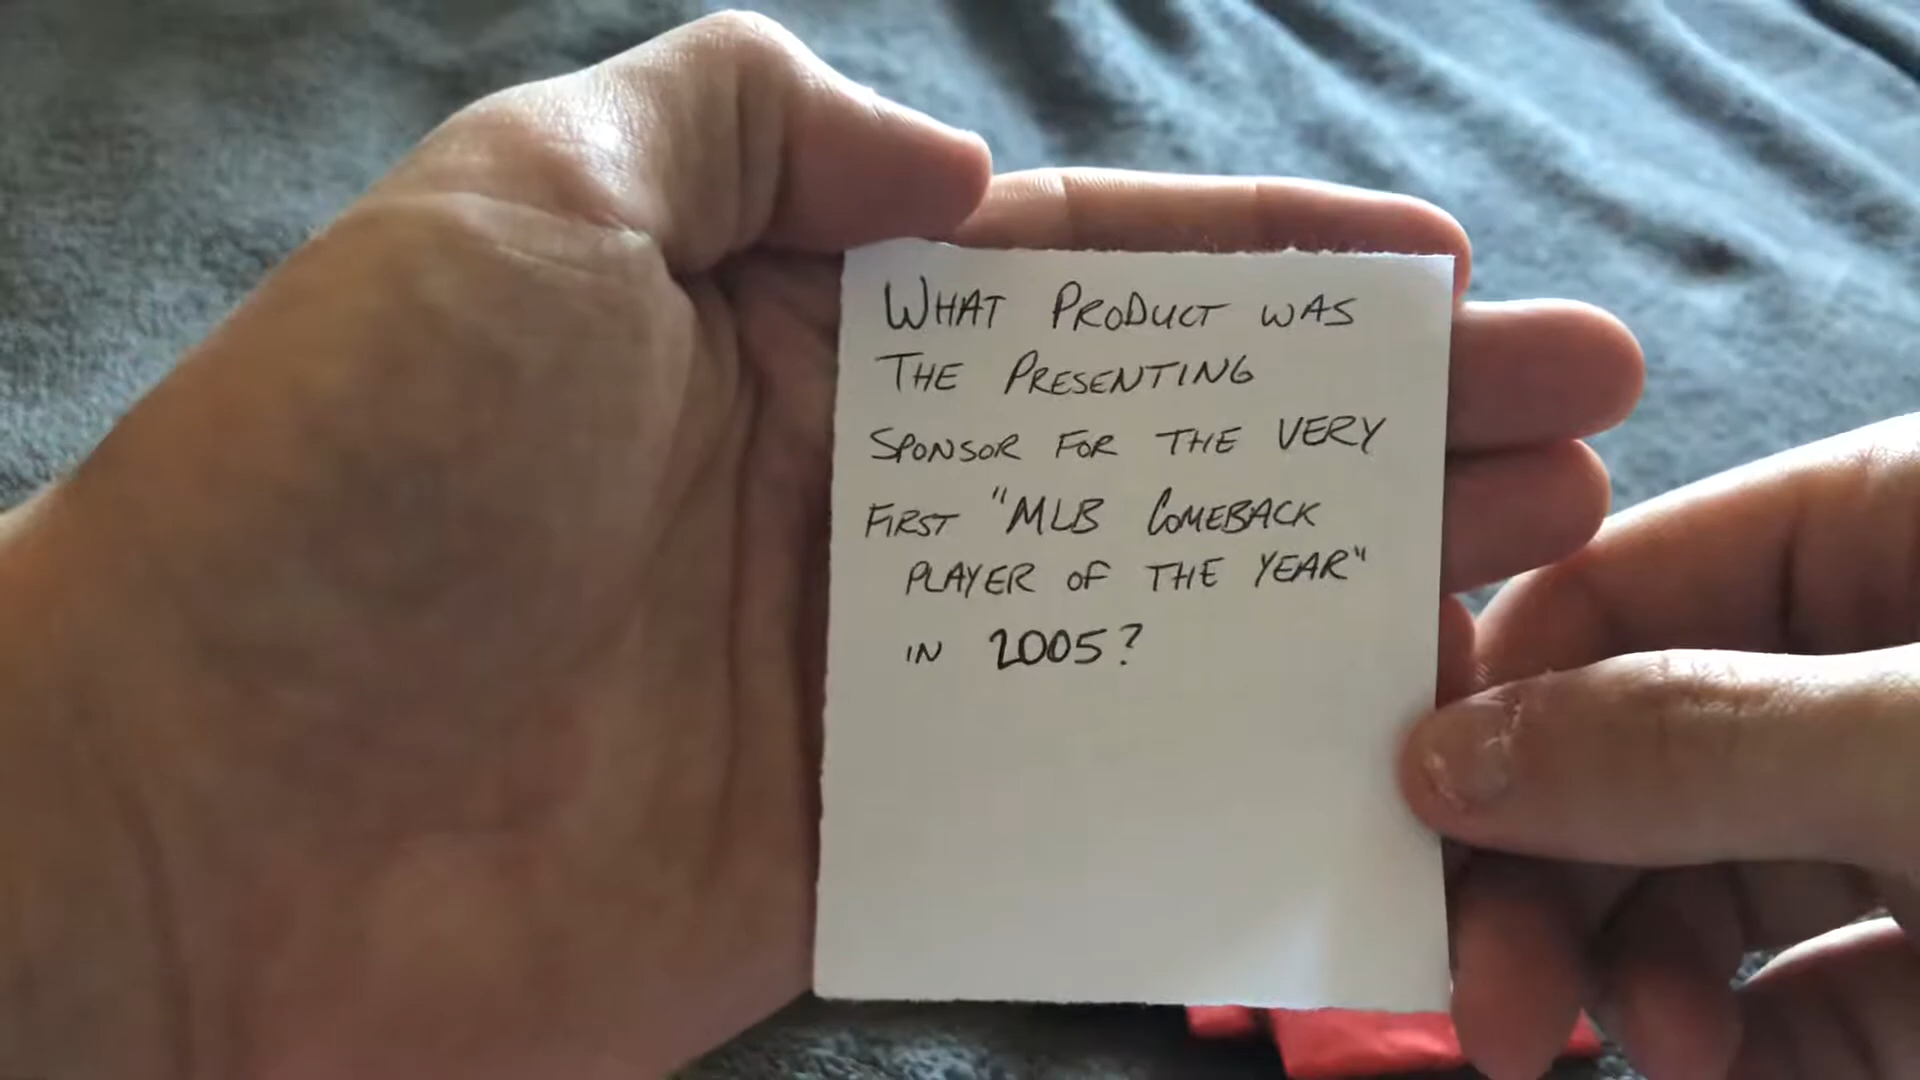 WHAT PRODUCT WAS
THE PRESENTING
SPONSOR FOR THE VERY
FIRST "MLB COMEBACK
PLAYER OF THE YEAR"
IN 2005?